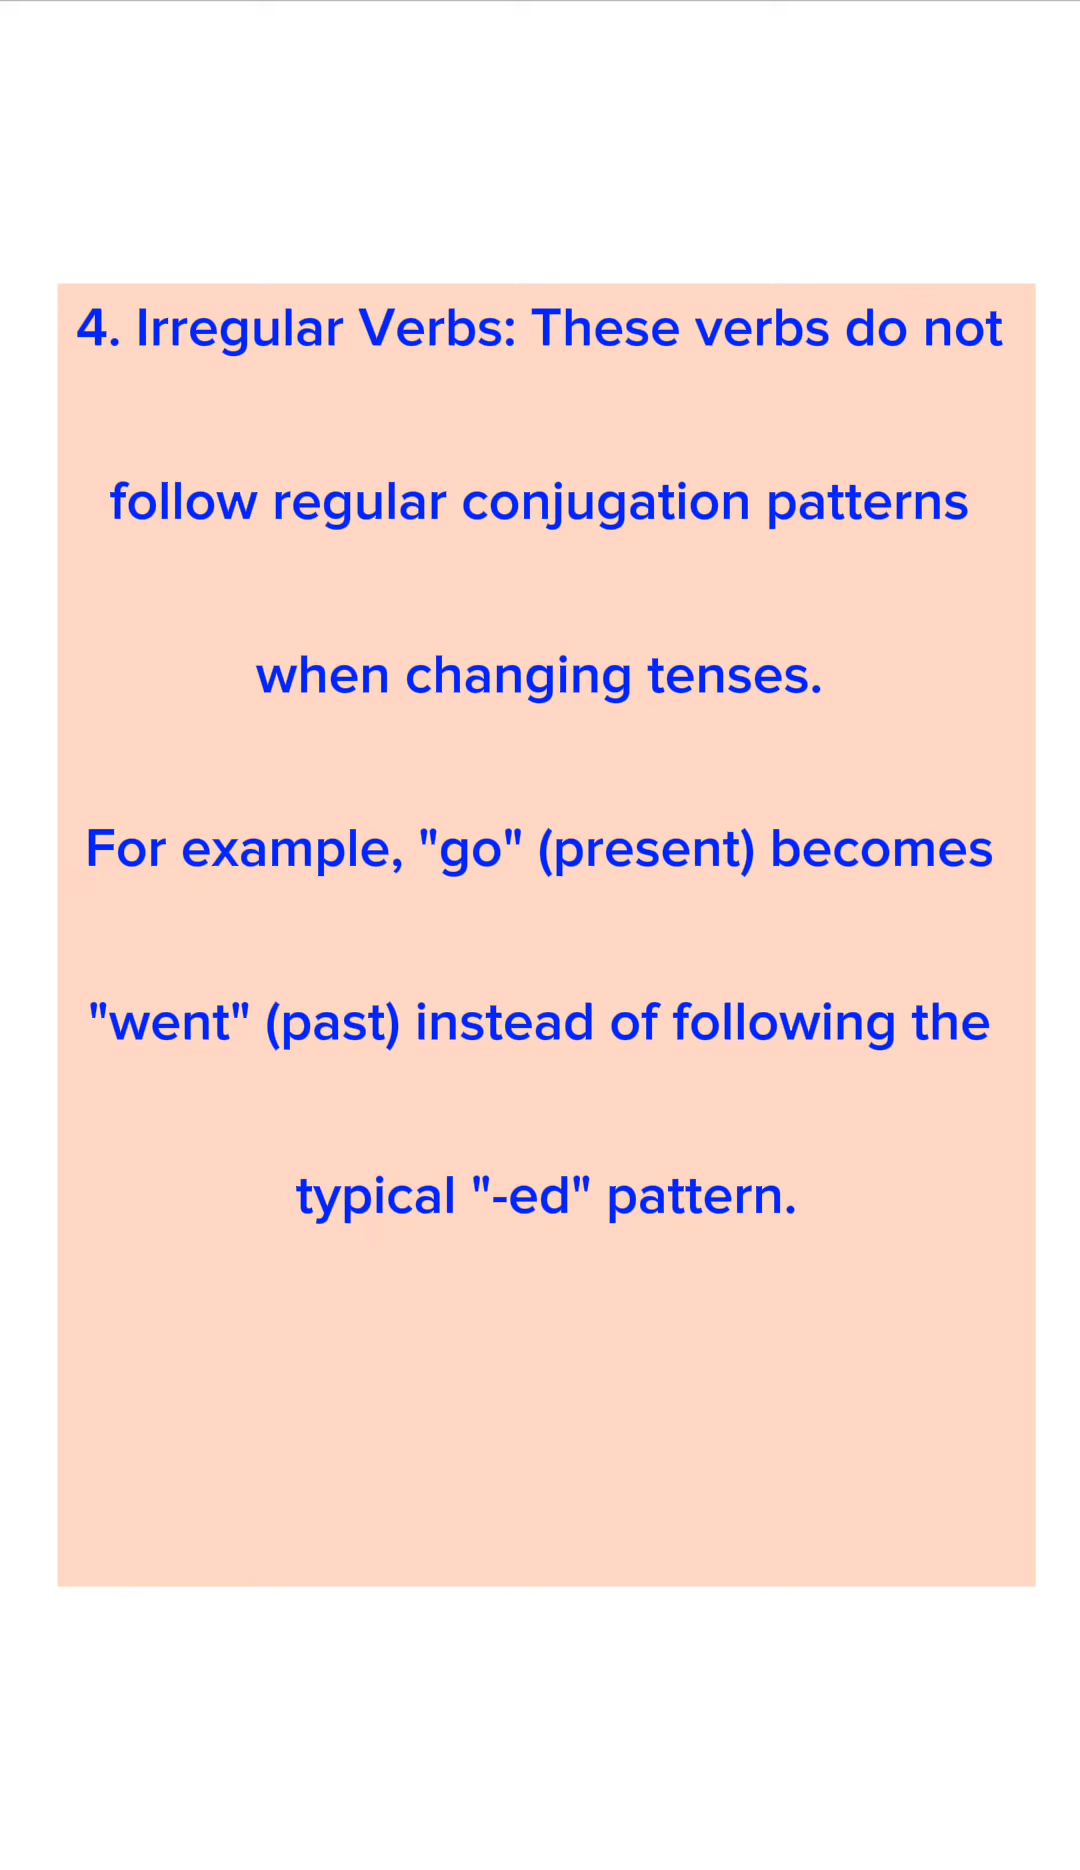 4. Irregular Verbs: These verbs do not
follow regular conjugation patterns
when changing tenses.
For example, "go" (present) becomes
"went" (past) instead of following the
typical "-ed" pattern.